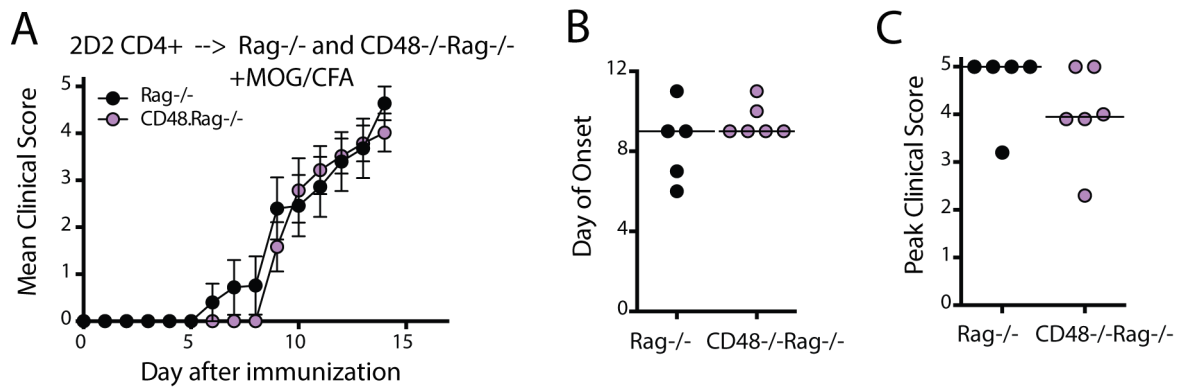 A
2D2 CD4+ --> Rag-/- and CD48-/-Rag-/-
+MOG/CFA
Rag-/-
CD48.Rag-/-
Mean Clinical Score
5
4
3
2
1
0
0 5 10 15
Day after immunization
B
Day of Onset
12
8
4
0
Rag-/- CD48-/-Rag-/-
C
Peak Clinical Score
5
4
3
2
1
0
Rag-/- CD48-/-Rag-/-